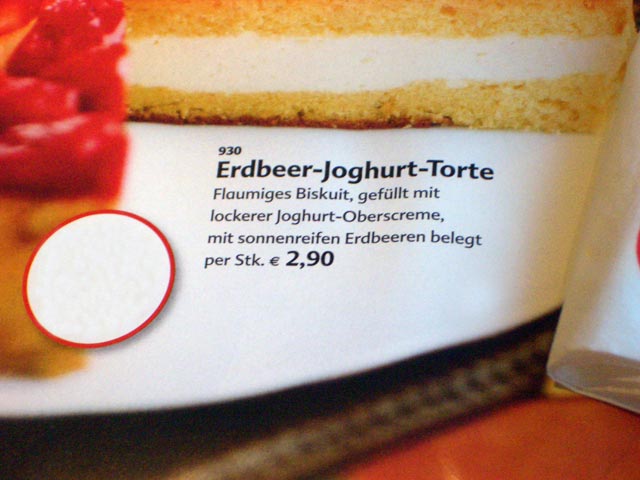 930
Erdbeer-Joghurt-Torte
Flaumiges Biskuit, gefüllt mit
lockerer Joghurt-Oberscreme,
mit sonnenreifen Erdbeeren belegt
per Stk. € 2,90